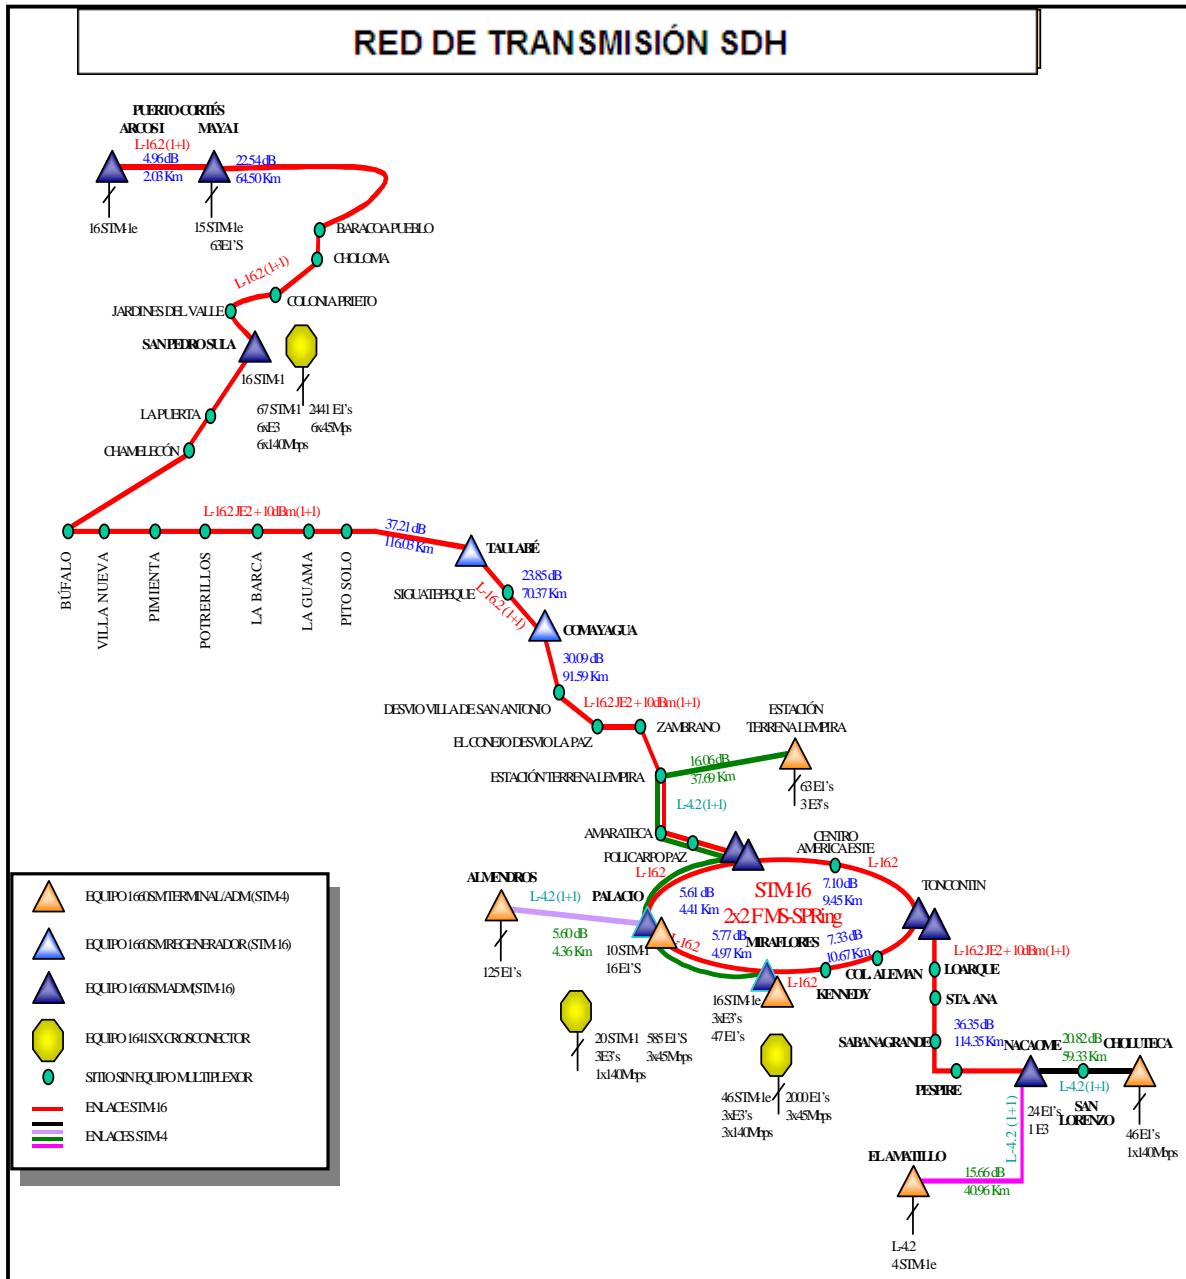 RED DE TRANSMISIÓN SDH
PUERTO CORTÉS
ARCOS I
MAYA I
L-16.2 (1+1)
4.96 dB
2.03 Km
22.54 dB
64.50 Km
16 STM-1e
15 STM-1e
63E1'S
BARACOA PUEBLO
CHOLOMA
L-16.2 (1+1)
COLONIA PRIETO
JARDINES DEL VALLE
SAN PEDRO SULA
16 STM-1
67 STM-1
2441 E1's
6xE3
6x45Mps
6x140Mbps
LA PUERTA
CHAMELECÓN
L-16.2 JE2 + 10dBm (1+1)
37.21 dB
116.03 Km
BÚFALO
VILLA NUEVA
PIMIENTA
POTRERILLOS
LA BARCA
LA GUAMA
PITO SOLO
TAULABÉ
23.85 dB
70.37 Km
SIGUATEPEQUE
L-16.2 (1+1)
COMAYAGUA
30.09 dB
91.59 Km
DESVIO VILLA DE SAN ANTONIO
L-16.2 JE2 + 10dBm (1+1)
EL CONEJO DESVIO LA PAZ
ZAMBRANO
ESTACIÓN
TERRENA LEMPIRA
ESTACIÓN TERRENA LEMPIRA
16.06 dB
37.69 Km
63 E1's
3 E3's
L-4.2 (1+1)
AMARATECA
POLICARPO PAZ
CENTRO
AMERICA ESTE
L-16.2
L-16.2
ALMENDROS
L-4.2 (1+1)
PALACIO
5.60 dB
4.36 Km
125 E1's
5.61 dB
4.41 Km
STM-16
2x2 F MS-SPRing
7.10 dB
9.45 Km
TONCONTIN
L-16.2
5.77 dB
4.97 Km
MIRAFLORES
7.33 dB
10.67 Km
10 STM-1
16 E1'S
L-16.2
COL. ALEMAN
KENNEDY
16 STM-1e
3xE3's
47 E1's
L-16.2 JE2 + 10dBm (1+1)
LOARQUE
STA. ANA
SABANAGRANDE
36.35 dB
114.35 Km
PESPIRE
20 STM-1
585 E1'S
3E3's
3x45Mbps
1x140Mbps
46 STM-1e
2000 E1's
3xE3's
3x45Mbps
3x140Mbps
NACAOME
20.82 dB
59.33 Km
CHOLUTECA
L-4.2 (1+1)
SAN
LORENZO
24 E1's
1 E3
46 E1's
1x140Mbps
L-4.2 (1+1)
EL AMATILLO
15.66 dB
40.96 Km
L-4.2
4 STM-1e
EQUIPO 1660SM TERMINAL/ADM (STM-4)
EQUIPO 1660SM REGENERADOR (STM-16)
EQUIPO 1660SM ADM (STM-16)
EQUIPO 1641SX CROSCONECTOR
SITIO SIN EQUIPO MULTIPLEXOR
ENLACE STM-16
ENLACES STM-4